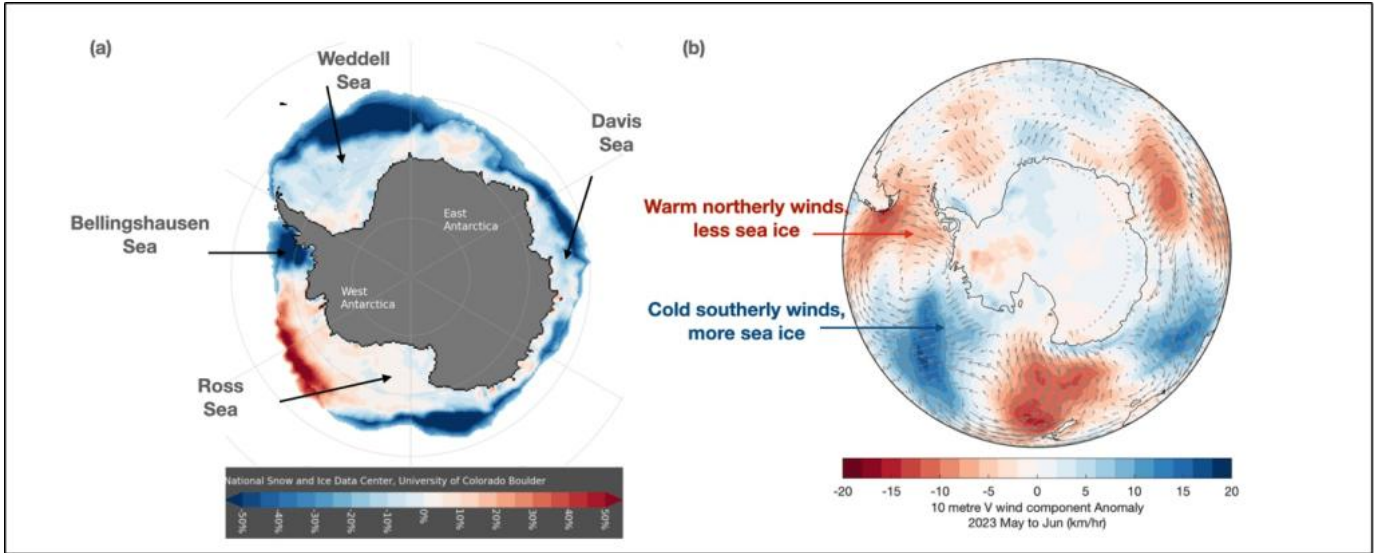 (a)
Weddell
Sea
Davis
Sea
Bellingshausen
Sea
East
Antarctica
West
Antarctica
Ross
Sea
National Snow and Ice Data Center, University of Colorado Boulder
-50%
-40%
-30%
-20%
-10%
0%
10%
20%
30%
40%
50%
(b)
Warm northerly winds,
less sea ice
Cold southerly winds,
more sea ice
-20
-15
-10
-5
0
5
10
15
20
10 metre V wind component Anomaly
2023 May to Jun (km/hr)